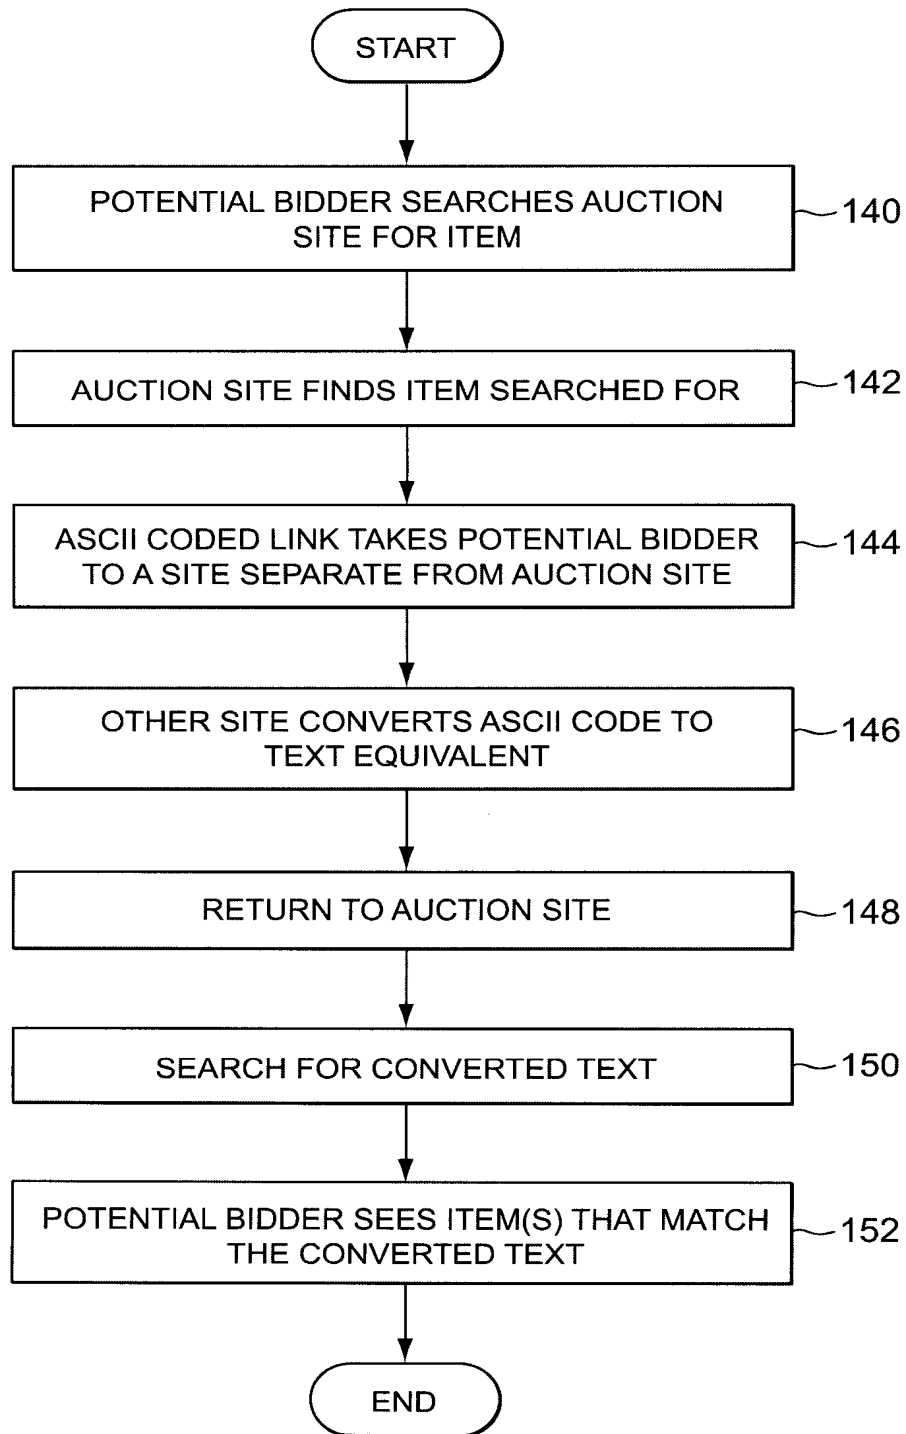 START
POTENTIAL BIDDER SEARCHES AUCTION
SITE FOR ITEM
140
AUCTION SITE FINDS ITEM SEARCHED FOR
142
ASCII CODED LINK TAKES POTENTIAL BIDDER
TO A SITE SEPARATE FROM AUCTION SITE
144
OTHER SITE CONVERTS ASCII CODE TO
TEXT EQUIVALENT
146
RETURN TO AUCTION SITE
148
SEARCH FOR CONVERTED TEXT
150
POTENTIAL BIDDER SEES ITEM(S) THAT MATCH
THE CONVERTED TEXT
152
END